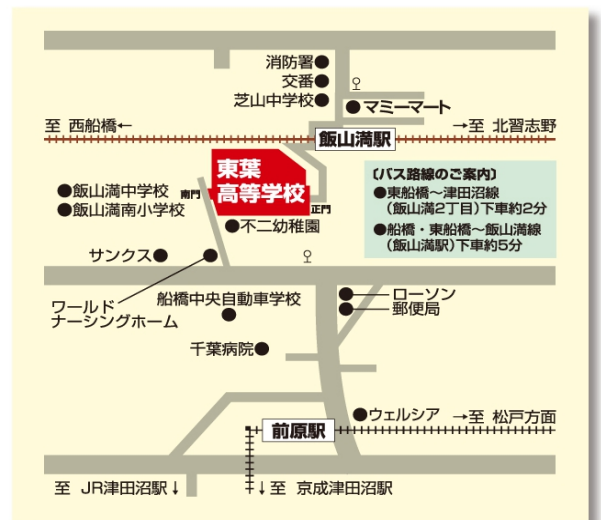 消防署●
交番●
芝山中学校●
●マミーマート
至 西船橋←
→至 北習志野
飯山満駅
東葉
高等学校
南門
正門
●飯山満中学校
●飯山満南小学校
●不二幼稚園
〔バス路線のご案内〕
●東船橋〜津田沼線
(飯山満2丁目)下車約2分
●船橋・東船橋〜飯山満線
(飯山満駅)下車約5分
サンクス●
ワールド
ナーシングホーム
船橋中央自動車学校
ローソン
郵便局
千葉病院●
●ウェルシア
→至 松戸方面
前原駅
至 JR津田沼駅↓
↓至 京成津田沼駅